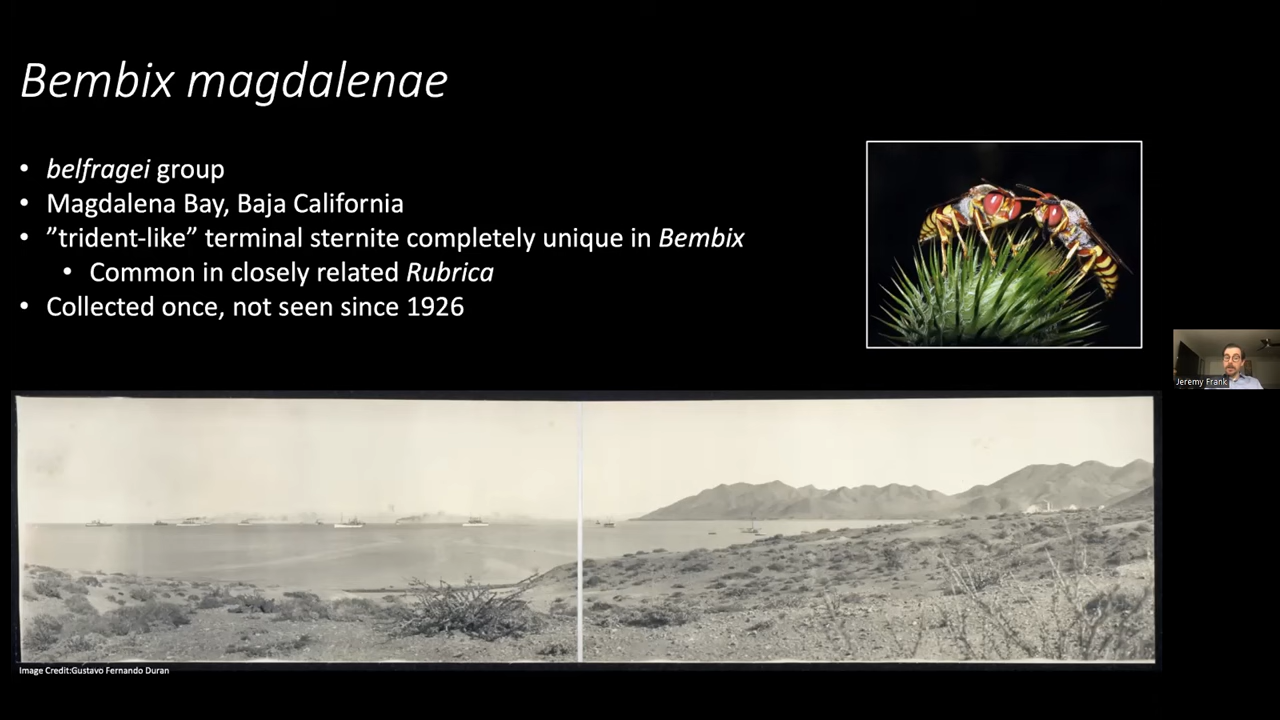 Bembix magdalenae
• belfragei group
• Magdalena Bay, Baja California
• ”trident-like” terminal sternite completely unique in Bembix
• Common in closely related Rubrica
• Collected once, not seen since 1926
Jeremy Frank
Image Credit:Gustavo Fernando Duran